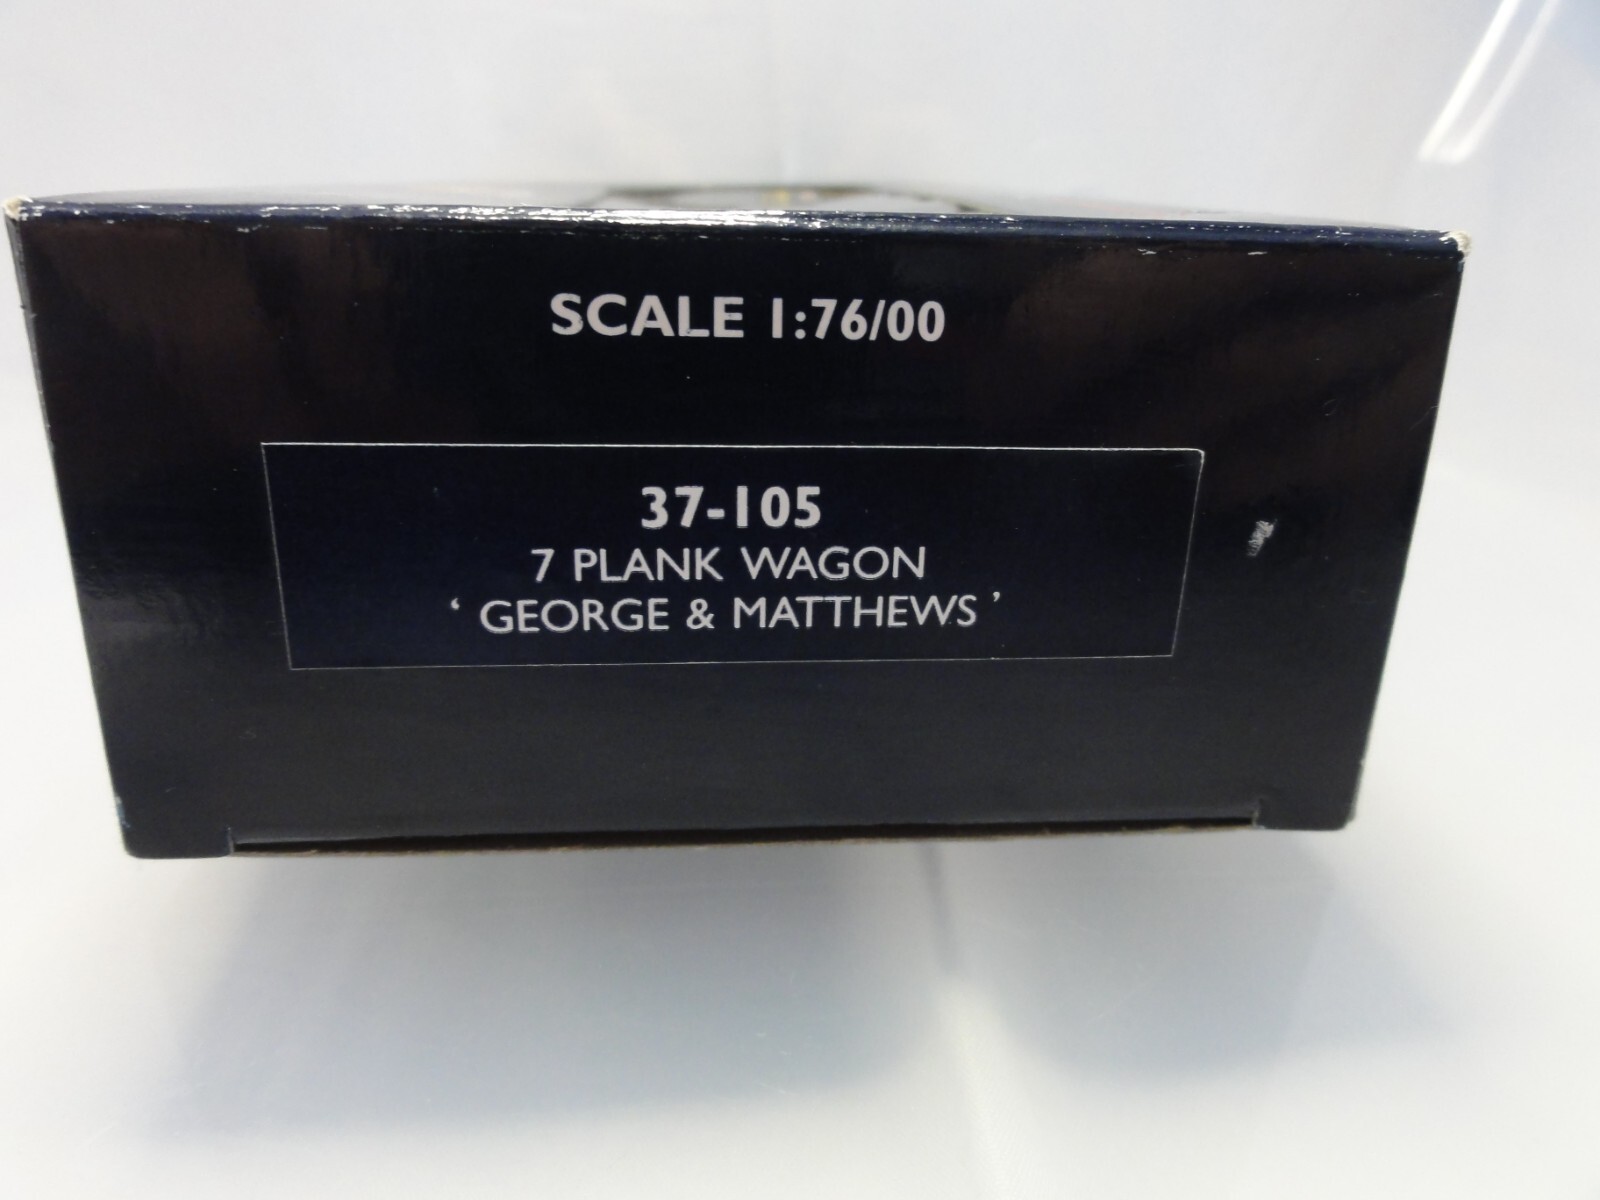 SCALE 1:76/00
37-105
7 PLANK WAGON
‘ GEORGE & MATTHEWS ’